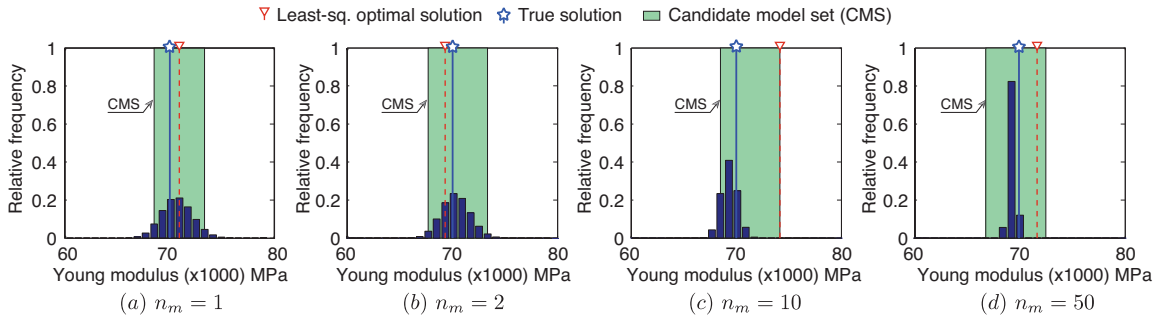 Least-sq. optimal solution True solution Candidate model set (CMS)
Relative frequency
1
0.8
0.6
0.4
0.2
0
CMS
60 70 80
Young modulus (x1000) MPa
(a) n_m = 1
Relative frequency
1
0.8
0.6
0.4
0.2
0
CMS
60 70 80
Young modulus (x1000) MPa
(b) n_m = 2
Relative frequency
1
0.8
0.6
0.4
0.2
0
CMS
60 70 80
Young modulus (x1000) MPa
(c) n_m = 10
Relative frequency
1
0.8
0.6
0.4
0.2
0
CMS
60 70 80
Young modulus (x1000) MPa
(d) n_m = 50